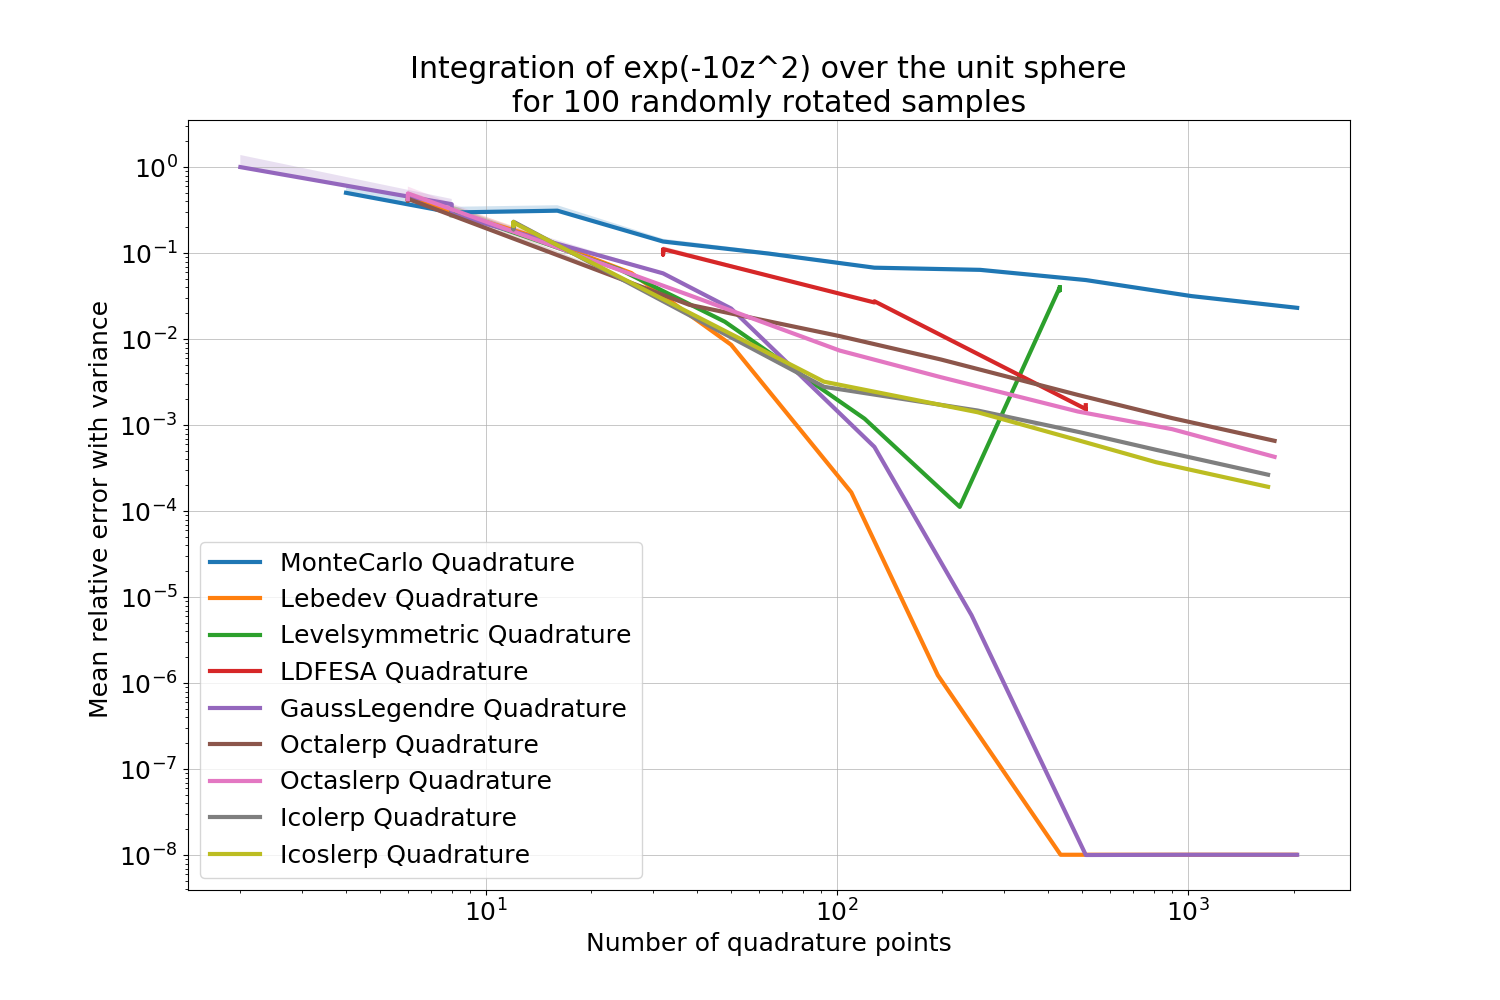 Integration of exp(-10z^2) over the unit sphere
for 100 randomly rotated samples
Mean relative error with variance
10^0
10^-1
10^-2
10^-3
10^-4
10^-5
10^-6
10^-7
10^-8
MonteCarlo Quadrature
Lebedev Quadrature
Levelsymmetric Quadrature
LDFESA Quadrature
GaussLegendre Quadrature
Octalerp Quadrature
Octaslerp Quadrature
Icolerp Quadrature
Icoslerp Quadrature
10^1 10^2 10^3
Number of quadrature points